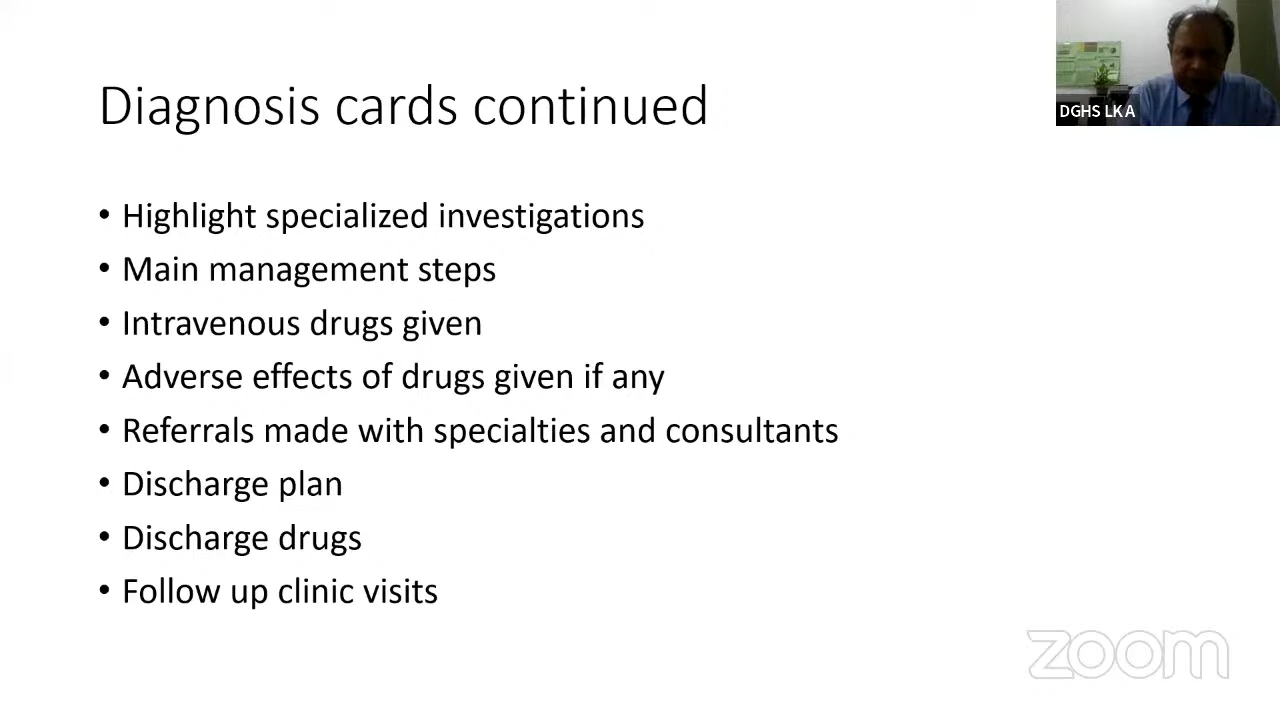 Diagnosis cards continued
DGHS LKA
• Highlight specialized investigations
• Main management steps
• Intravenous drugs given
• Adverse effects of drugs given if any
• Referrals made with specialties and consultants
• Discharge plan
• Discharge drugs
• Follow up clinic visits
zoom